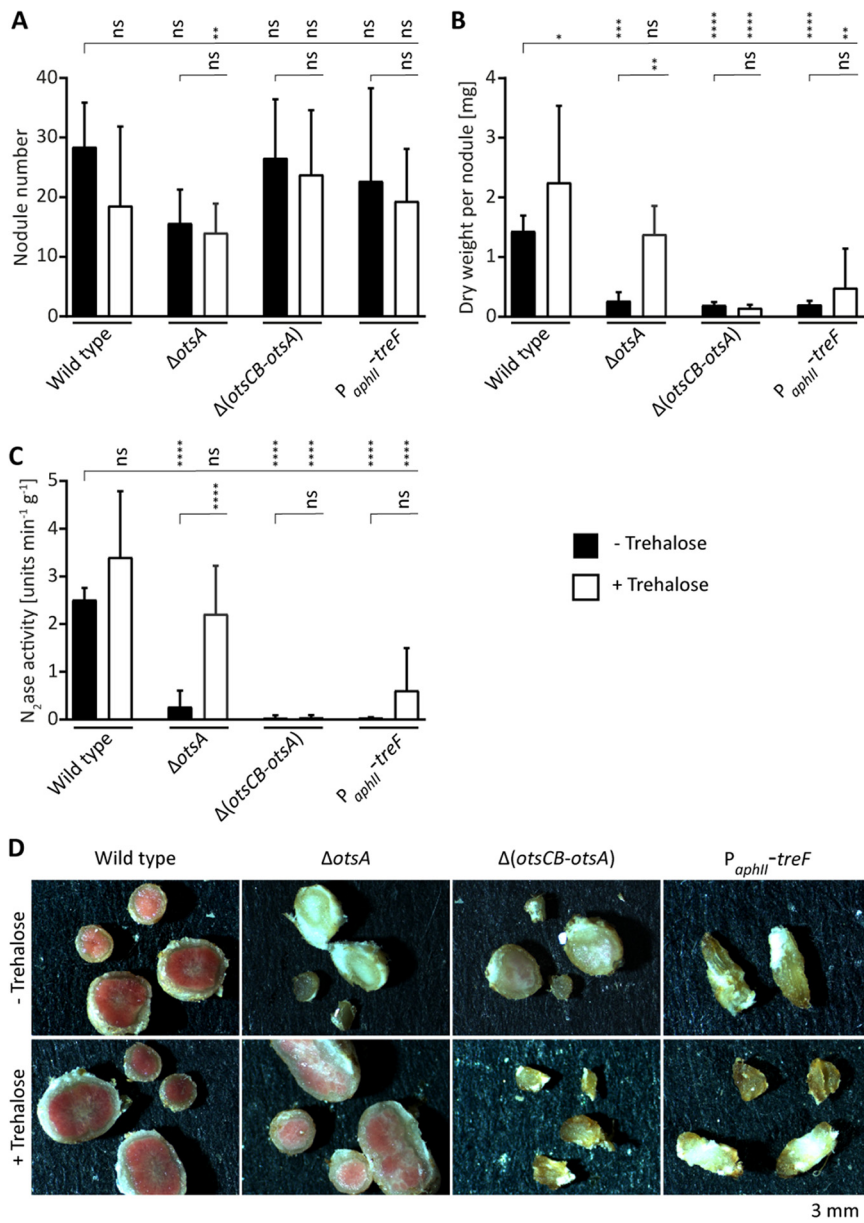 A
ns ns ** ns ns ns ns
ns ns ns
40
30
20
10
0
Nodule number
Wild type
ΔotsA
Δ(otsCB-otsA)
P aphII -treF
B
* *** ns **** **** **** **
** ns ns
4
3
2
1
0
Dry weight per nodule [mg]
Wild type
ΔotsA
Δ(otsCB-otsA)
P aphII -treF
C
ns **** ns **** **** **** ****
**** ns ns
5
4
3
2
1
0
N2ase activity [units min-1 g-1]
Wild type
ΔotsA
Δ(otsCB-otsA)
P aphII -treF
- Trehalose
+ Trehalose
D
Wild type ΔotsA Δ(otsCB-otsA) PaphII-treF
- Trehalose
+ Trehalose
3 mm